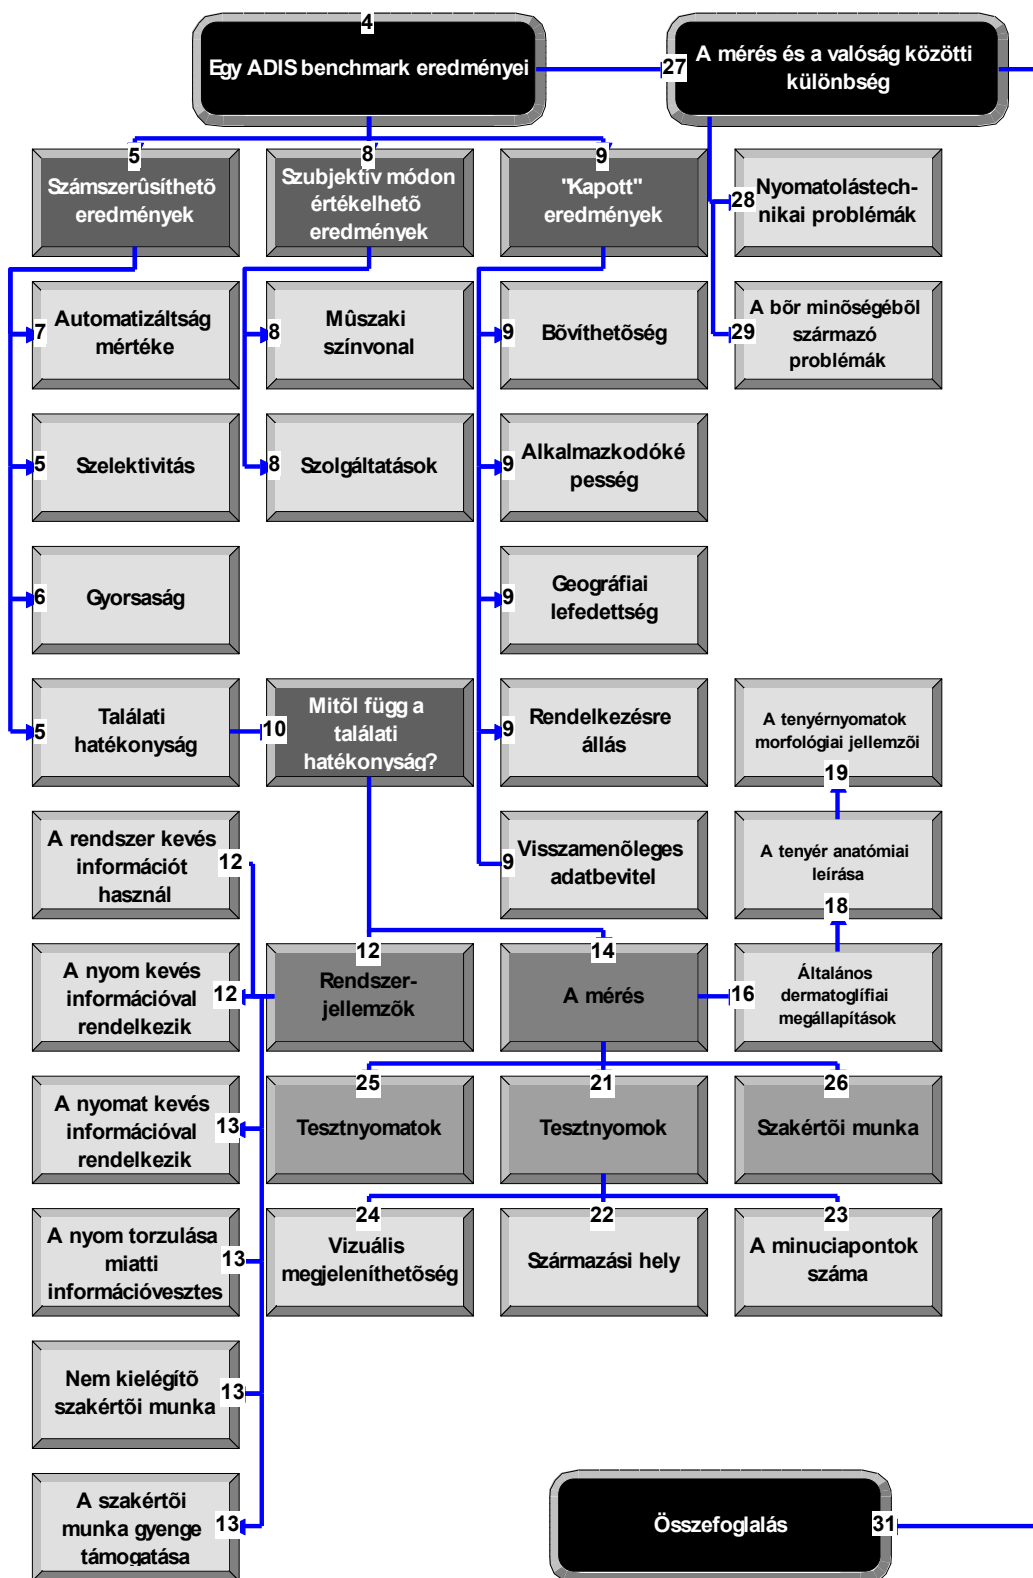 4
Egy ADIS benchmark eredményei
27
A mérés és a valóság közötti
különbség
5
Számszerûsíthetõ
eredmények
8
Szubjektív módon
értékelhetõ
eredmények
9
"Kapott"
eredmények
28
Nyomatolástech-
nikai problémák
7
Automatizáltság
mértéke
8
Mûszaki
színvonal
9
Bõvíthetõség
29
A bõr minõségébõl
származó
problémák
5
Szelektivitás
8
Szolgáltatások
9
Alkalmazkodóké
pesség
6
Gyorsaság
9
Geográfiai
lefedettség
5
Találati
hatékonyság
10
Mitõl függ a
találati
hatékonyság?
9
Rendelkezésre
állás
A tenyérnyomatok
morfológiai jellemzõi
19
A rendszer kevés
információt
használ
12
9
Visszamenõleges
adatbevitel
A tenyér anatómiai
leírása
18
A nyom kevés
információval
rendelkezik
12
12
Rendszer-
jellemzõk
14
A mérés
16
Általános
dermatoglífiai
megállapítások
A nyomat kevés
információval
rendelkezik
13
25
Tesztnyomatok
21
Tesztnyomok
26
Szakértõi munka
A nyom torzulása
miatti
információvesztes
13
24
Vizuális
megjeleníthetõség
22
Származási hely
23
A minuciapontok
száma
Nem kielégítõ
szakértõi munka
13
A szakértõi
munka gyenge
támogatása
13
Összefoglalás
31